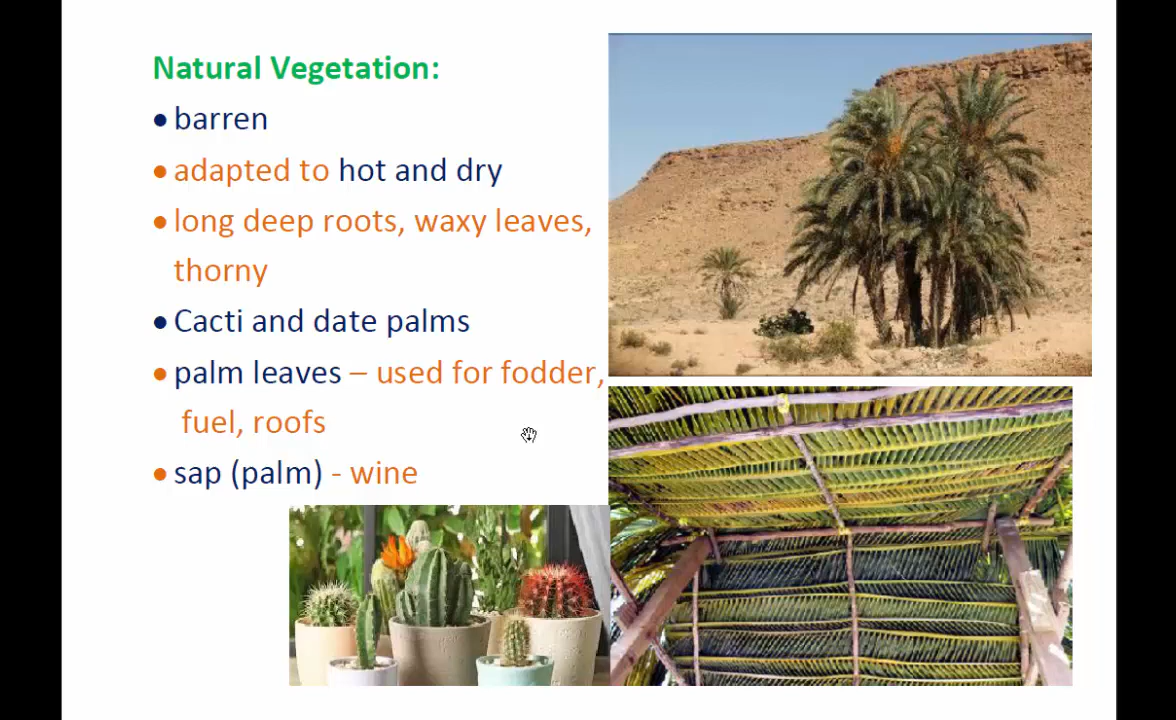 Natural Vegetation:
• barren
• adapted to hot and dry
• long deep roots, waxy leaves,
thorny
• Cacti and date palms
• palm leaves – used for fodder,
fuel, roofs
• sap (palm) - wine